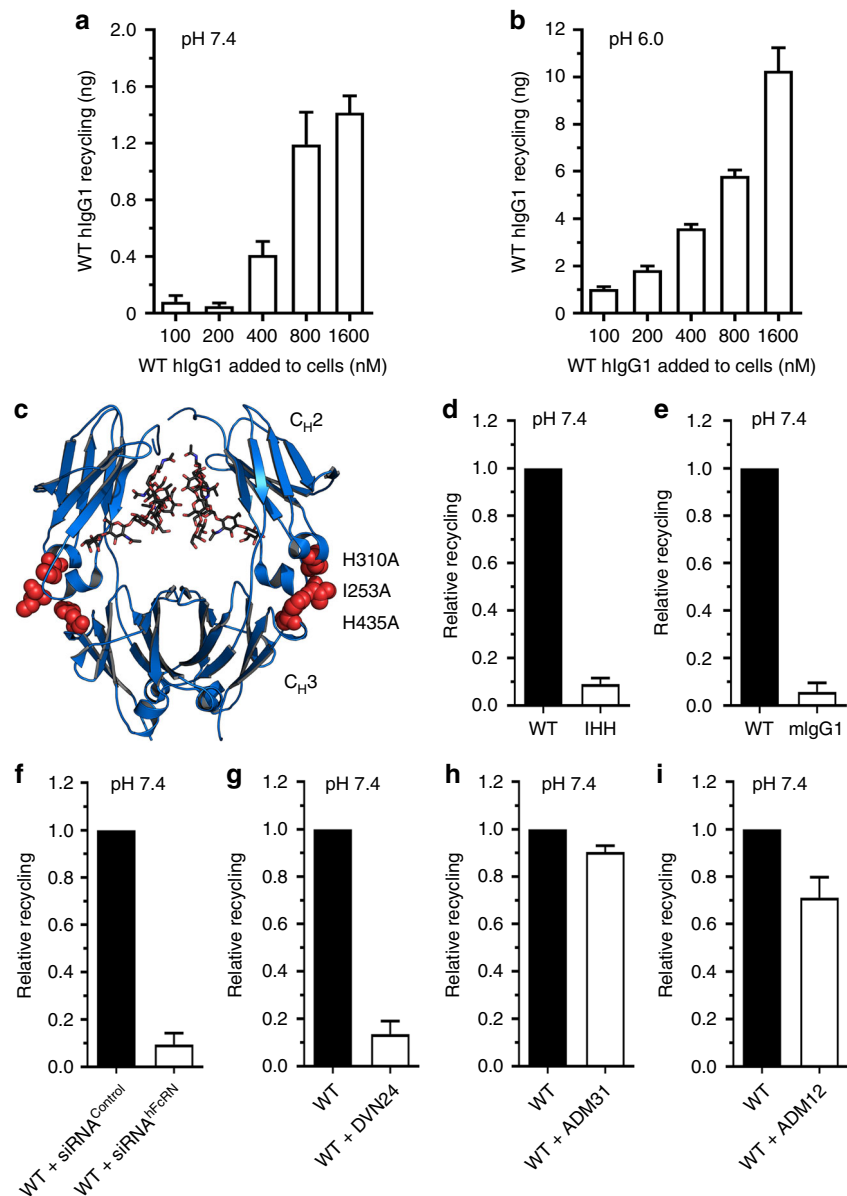 a
pH 7.4
WT hIgG1 recycling (ng)
2.0
1.6
1.2
0.8
0.4
0
100 200 400 800 1600
b
pH 6.0
WT hIgG1 recycling (ng)
12
10
8
6
4
2
0
100 200 400 800 1600
WT hIgG1 added to cells (nM)
c
CH2
H310A
I253A
H435A
CH3
d
pH 7.4
Relative recycling
1.2
1.0
0.8
0.6
0.4
0.2
0.0
WT IHH
e
pH 7.4
Relative recycling
1.2
1.0
0.8
0.6
0.4
0.2
0.0
WT mIgG1
f
pH 7.4
Relative recycling
1.2
1.0
0.8
0.6
0.4
0.2
0.0
WT + siRNAControl
WT + siRNAhFcRN
g
pH 7.4
Relative recycling
1.2
1.0
0.8
0.6
0.4
0.2
0.0
WT
WT + DVN24
h
pH 7.4
Relative recycling
1.2
1.0
0.8
0.6
0.4
0.2
0.0
WT
WT + ADM31
i
pH 7.4
Relative recycling
1.2
1.0
0.8
0.6
0.4
0.2
0.0
WT
WT + ADM12